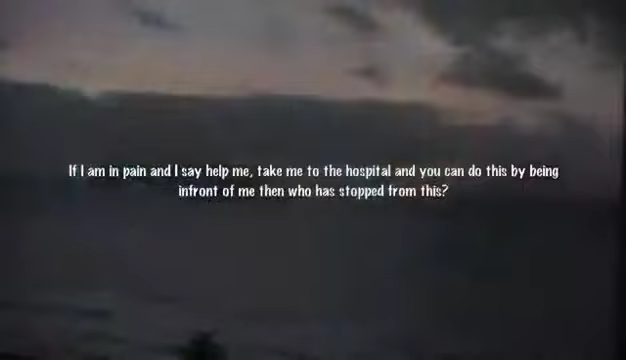 If I am in pain and I say help me, take me to the hospital and you can do this by being
infront of me then who has stopped from this?